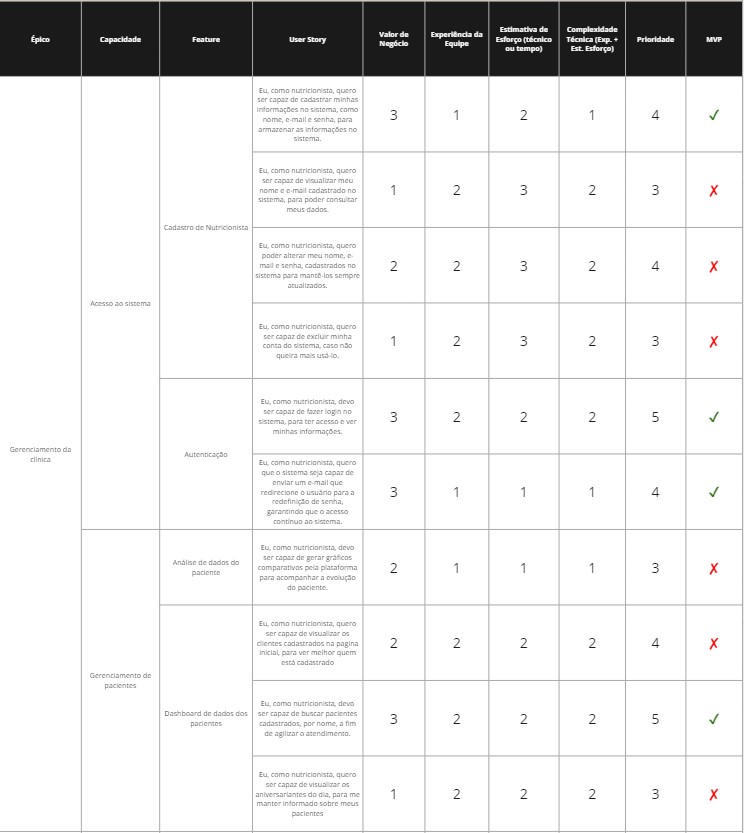 Épico
Capacidade
Feature
User Story
Valor de
Negócio
Experiência da
Equipe
Estimativa de
Esforço (técnico
ou tempo)
Complexidade
Técnica (Exp. +
Est. Esforço)
Prioridade
MVP
Gerenciamento da
clínica
Acesso ao sistema
Cadastro de Nutricionista
Eu, como nutricionista, quero
ser capaz de cadastrar minhas
informações no sistema, como
nome, e-mail e senha, para
armazenar as informações no
sistema.
3
1
2
1
4
✓
Eu, como nutricionista, quero
ser capaz de visualizar meu
nome e e-mail cadastrado no
sistema, para poder consultar
meus dados.
1
2
3
2
3
✗
Eu, como nutricionista, quero
poder alterar meu nome, e-
mail e senha, cadastrados no
sistema para mantê-los sempre
atualizados.
2
2
3
2
4
✗
Eu, como nutricionista, quero
ser capaz de excluir minha
conta do sistema, caso não
queira mais usá-lo.
1
2
3
2
3
✗
Autenticação
Eu, como nutricionista, devo
ser capaz de fazer login no
sistema, para ter acesso e ver
minhas informações.
3
2
2
2
5
✓
Eu, como nutricionista, quero
que o sistema seja capaz de
enviar um e-mail que
redirecione o usuário para a
redefinição de senha,
garantindo que o acesso
contínuo ao sistema.
3
1
1
1
4
✓
Gerenciamento de
pacientes
Análise de dados do
paciente
Eu, como nutricionista, devo
ser capaz de gerar gráficos
comparativos pela plataforma
para acompanhar a evolução
do paciente.
2
1
1
1
3
✗
Dashboard de dados dos
pacientes
Eu, como nutricionista, quero
ser capaz de visualizar os
clientes cadastrados na pagina
inicial, para ver melhor quem
está cadastrado
2
2
2
2
4
✗
Eu, como nutricionista, devo
ser capaz de buscar pacientes
cadastrados, por nome, a fim
de agilizar o atendimento.
3
2
2
2
5
✓
Eu, como nutricionista, quero
ser capaz de visualizar os
aniversariantes do dia, para me
manter informado sobre meus
pacientes
1
2
2
2
3
✗